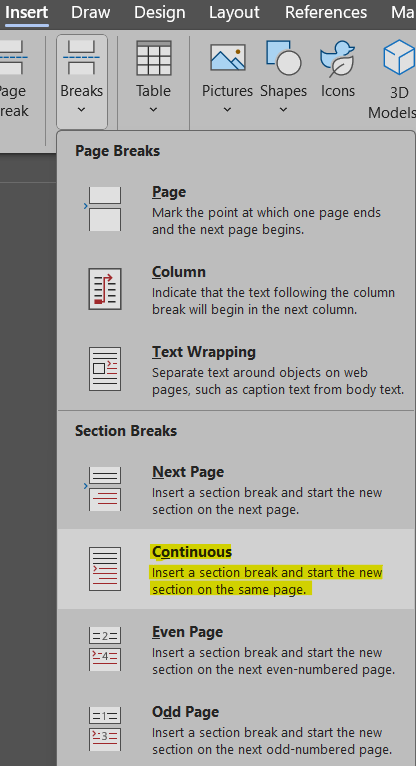 Insert Draw Design Layout References Ma
age
reak
Breaks
Table
Pictures
Shapes
Icons
3D
Models
Page Breaks
Page
Mark the point at which one page ends
and the next page begins.
Column
Indicate that the text following the column
break will begin in the next column.
Text Wrapping
Separate text around objects on web
pages, such as caption text from body text.
Section Breaks
Next Page
Insert a section break and start the new
section on the next page.
Continuous
Insert a section break and start the new
section on the same page.
=2=
=4=
Even Page
Insert a section break and start the new
section on the next even-numbered page.
=1=
=3=
Odd Page
Insert a section break and start the new
section on the next odd-numbered page.